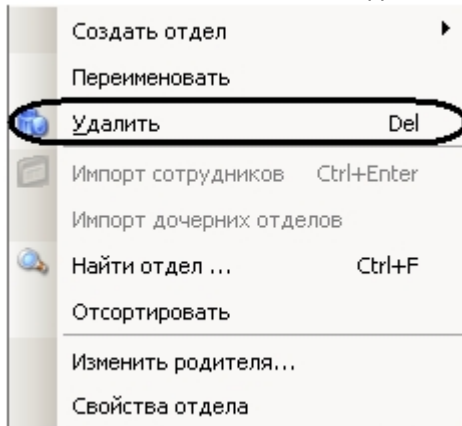 Создать отдел
Переименовать
Удалить Del
Импорт сотрудников Ctrl+Enter
Импорт дочерних отделов
Найти отдел ... Ctrl+F
Отсортировать
Изменить родителя...
Свойства отдела